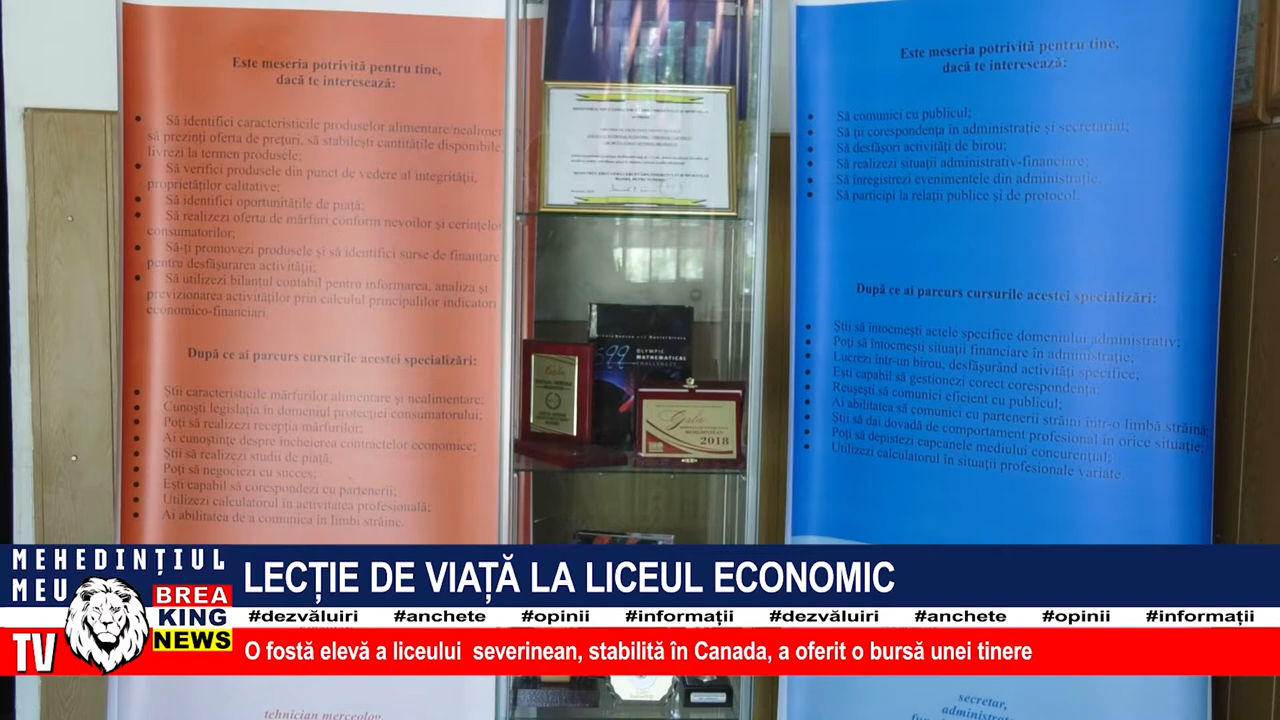 Este meseria potrivită pentru tine,
dacă te interesează:
Să identifici caracteristicile produselor alimentare/nealimen
să prezinți oferta de prețuri, să stabilești cantitățile disponibile,
livrezi la termen produsele;
Să verifici produsele din punct de vedere al integrității,
proprietăților calitative;
Să identifici oportunitățile de piață;
Să realizezi oferta de mărfuri conform nevoilor și cerințelor
consumatorilor;
Să-ți promovezi produsele și să identifici surse de finanțare
pentru desfășurarea activității;
Să utilizezi bilanțul contabil pentru informarea, analiza și
previzionarea activităților prin calculul principalilor indicatori
economico-financiari.
După ce ai parcurs cursurile acestei specializări:
Știi caracteristicile mărfurilor alimentare și nealimentare;
Cunoști legislația în domeniul protecției consumatorului;
Poți să realizezi recepția mărfurilor;
Ai cunoștințe despre încheierea contractelor economice;
Știi să realizezi studii de piață,
Poți să negociezi cu succes;
Ești capabil să corespondezi cu partenerii;
Utilizezi calculatorul în activitatea profesională;
Ai abilitatea de a comunica în limbi străine.
tehnician merceolog
599 OLYMPIC
MATHEMATICAL
CHALLENGES
Gala
Gala
2018
Este meseria potrivită pentru tine,
dacă te interesează:
Să comunici cu publicul;
Să ții corespondența în administrație și secretariat;
Să desfășori activități de birou;
Să realizezi situații administrativ-financiare;
Să înregistrezi evenimentele din administrație;
Să participi la relații publice și de protocol.
După ce ai parcurs cursurile acestei specializări:
Știi să întocmești actele specifice domeniului administrativ;
Poți să întocmești situații financiare în administrație;
Lucrezi într-un birou, desfășurând activități specifice;
Ești capabil să gestionezi corect corespondența;
Reușești să comunici eficient cu publicul;
Ai abilitatea să comunici cu partenerii străini într-o limbă străină;
Știi să dai dovadă de comportament profesional în orice situație;
Poți să depistezi capcanele mediului concurențial;
Utilizezi calculatorul în situații profesionale variate
secretar,
administrat
MEHEDINȚIUL
MEU
TV
BREA
KING
NEWS
LECȚIE DE VIAȚĂ LA LICEUL ECONOMIC
#dezvăluiri #anchete #opinii #informații #dezvăluiri #anchete #opinii #informații
O fostă elevă a liceului severinean, stabilită în Canada, a oferit o bursă unei tinere